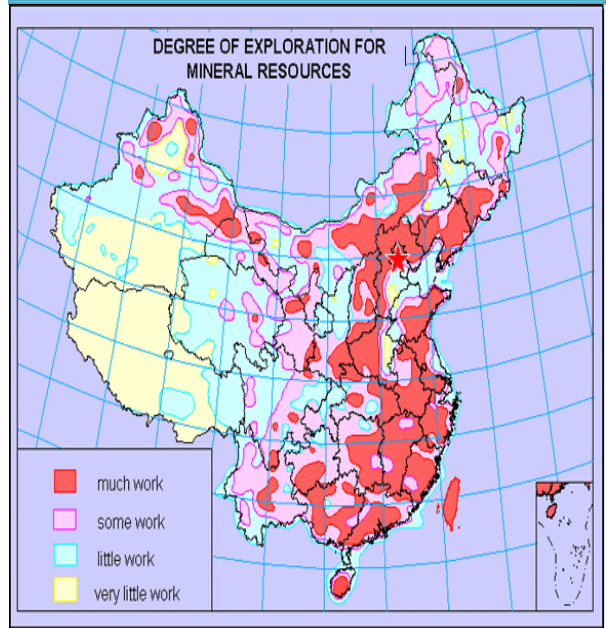 DEGREE OF EXPLORATION FOR
MINERAL RESOURCES
much work
some work
little work
very little work